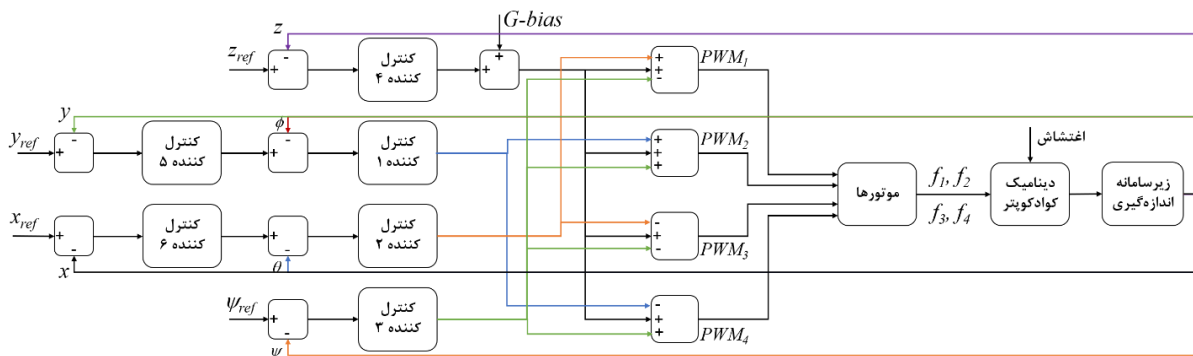 G-bias
z
z_ref
+
-
کنترل
کننده ۴
+
+
+
+
-
PWM₁
y
y_ref
+
-
کنترل
کننده ۵
ϕ
+
-
کنترل
کننده ۱
+
+
+
PWM₂
اغتشاش
موتورها
f₁, f₂
f₃, f₄
دینامیک
کوادکوپتر
زیرسامانه
اندازه‌گیری
x_ref
+
-
x
کنترل
کننده ۶
+
-
θ
کنترل
کننده ۲
-
+
-
PWM₃
ψ_ref
+
-
ψ
کنترل
کننده ۳
-
+
+
PWM₄